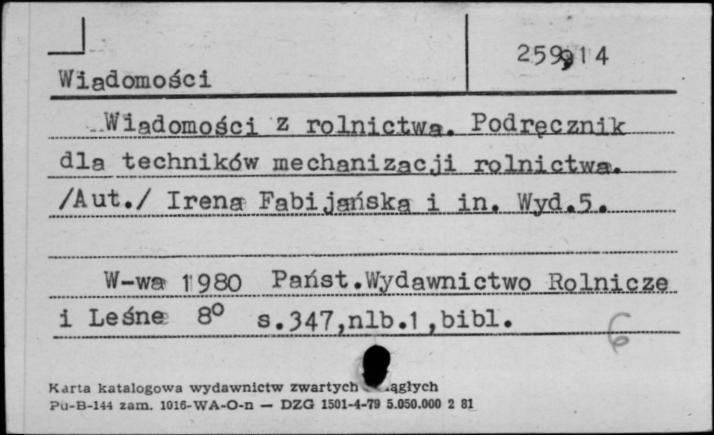 259914
Wiadomości
Wiadomości z rolnictwa. Podręcznik
dla techników mechanizacji rolnictwa.
/Aut./ Irena Fabijańska i in. Wyd.5.
W-wa 1980 Państ.Wydawnictwo Rolnicze
i Leśne 8º s.347,nlb.1,bibl.
6
Karta katalogowa wydawnictw zwartych
Pu-B-144 zam. 1016-WA-O-n — DZG 1501-4-79 5.050.000 2 81